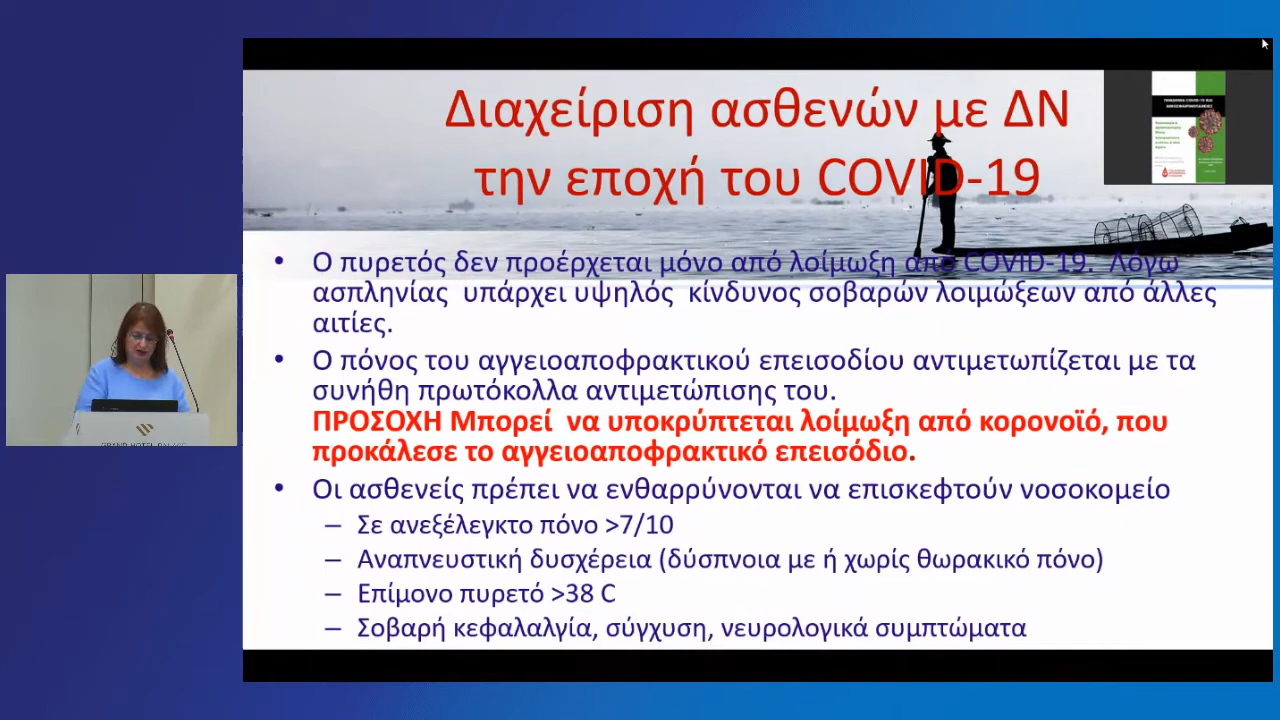 Διαχείριση ασθενών με ΔΝ
την εποχή του COVID-19
• Ο πυρετός δεν προέρχεται μόνο από λοίμωξη από COVID-19. Λόγω
ασπληνίας υπάρχει υψηλός κίνδυνος σοβαρών λοιμώξεων από άλλες
αιτίες.
• Ο πόνος του αγγειοαποφρακτικού επεισοδίου αντιμετωπίζεται με τα
συνήθη πρωτόκολλα αντιμετώπισης του.
ΠΡΟΣΟΧΗ Μπορεί να υποκρύπτεται λοίμωξη από κορονοϊό, που
προκάλεσε το αγγειοαποφρακτικό επεισόδιο.
• Οι ασθενείς πρέπει να ενθαρρύνονται να επισκεφτούν νοσοκομείο
– Σε ανεξέλεγκτο πόνο >7/10
– Αναπνευστική δυσχέρεια (δύσπνοια με ή χωρίς θωρακικό πόνο)
– Επίμονο πυρετό >38 C
– Σοβαρή κεφαλαλγία, σύγχυση, νευρολογικά συμπτώματα
GRAND HOTEL PALACE